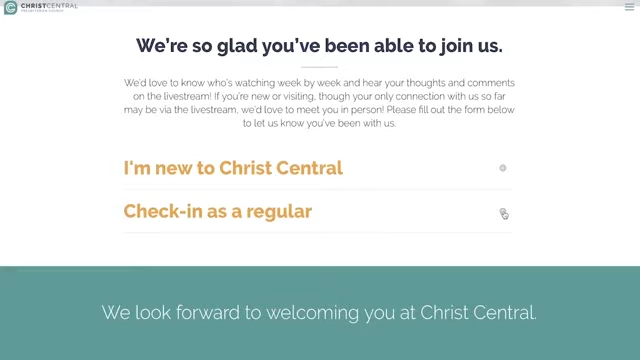 CHRISTCENTRAL
PRESBYTERIAN CHURCH
We're so glad you've been able to join us.
We'd love to know who's watching week by week and hear your thoughts and comments
on the livestream! If you're new or visiting, though your only connection with us so far
may be via the livestream, we'd love to meet you in person! Please fill out the form below
to let us know you've been with us.
I'm new to Christ Central
Check-in as a regular
We look forward to welcoming you at Christ Central.